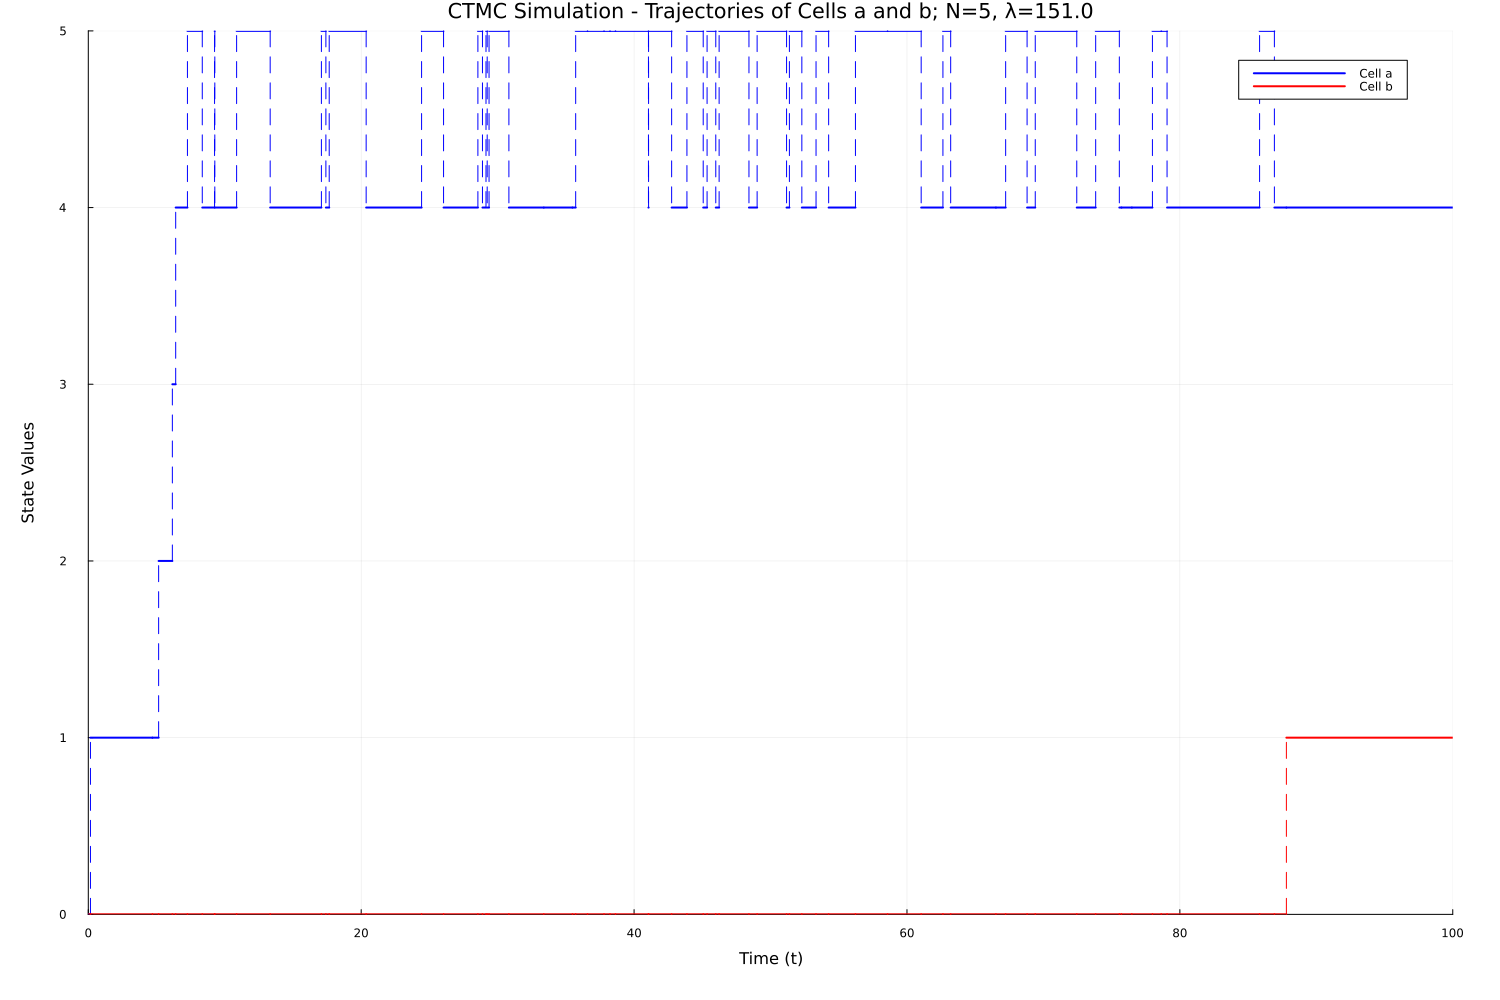 CTMC Simulation - Trajectories of Cells a and b; N=5, λ=151.0
5
Cell a
Cell b
4
3
State Values
2
1
0
0 20 40 60 80 100
Time (t)